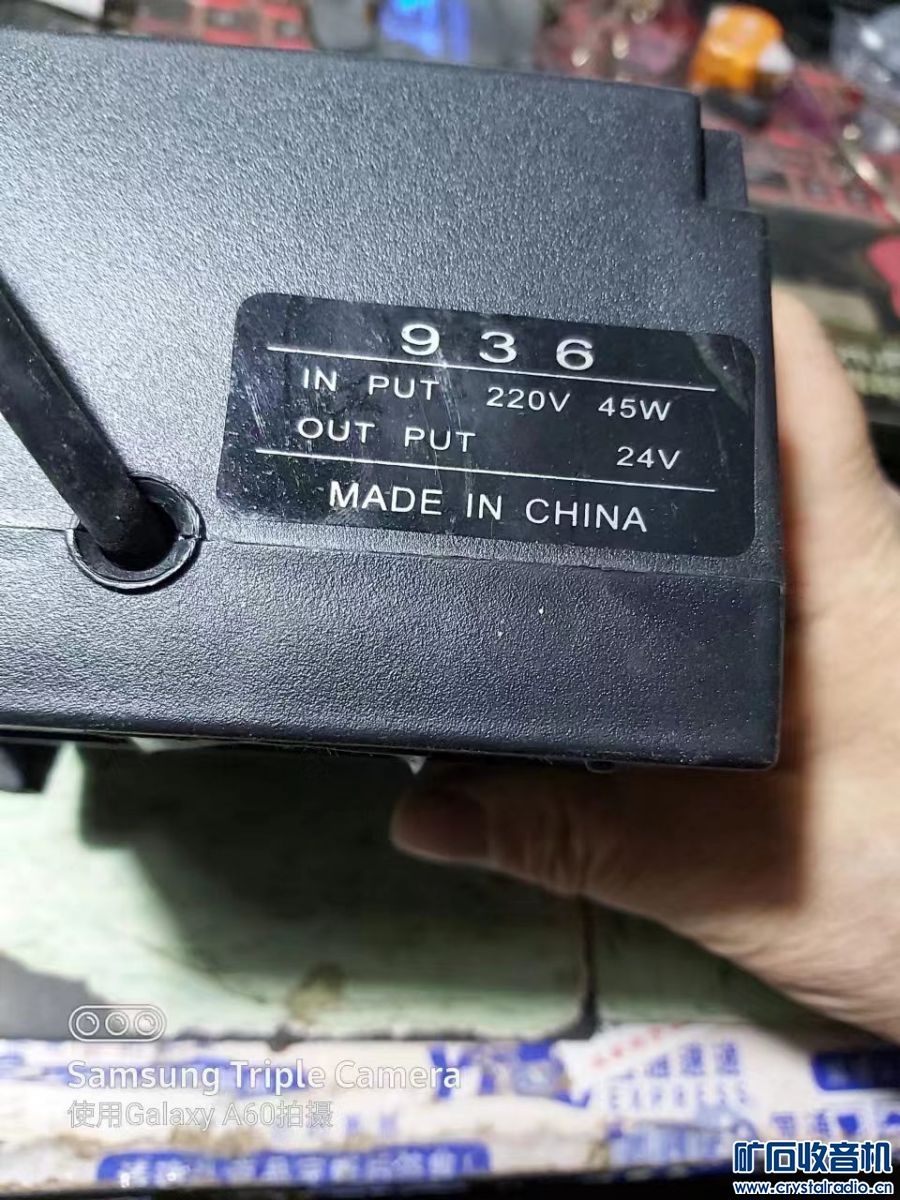 936
IN PUT 220V 45W
OUT PUT 24V
MADE IN CHINA
Samsung Triple Camera
使用Galaxy A60拍摄
EXPRESS
矿石收音机
www.crystalradio.cn